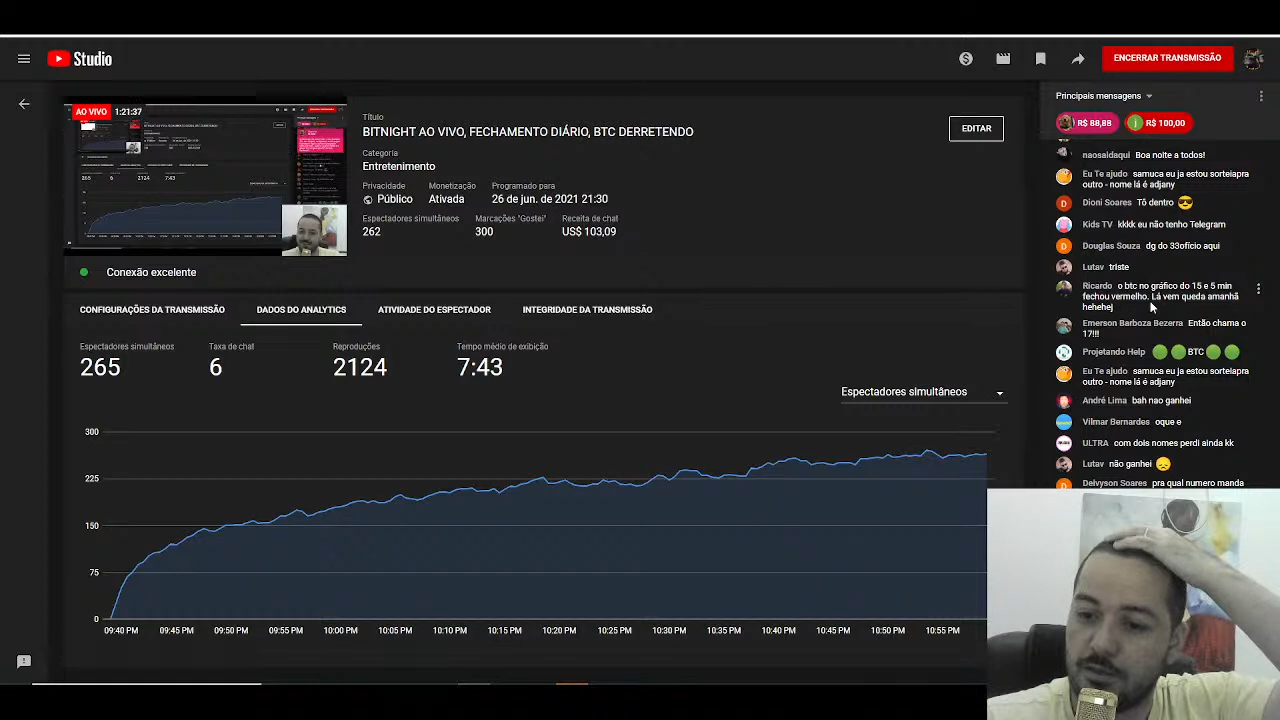 Studio
ENCERRAR TRANSMISSÃO
AO VIVO 1:21:37
Título
BITNIGHT AO VIVO, FECHAMENTO DIÁRIO, BTC DERRETENDO
EDITAR
Categoria
Entretenimento
Privacidade
Público
Monetiza
Ativada
Programado para
25 de jun. de 2021 21:30
Espectadores simultâneos
262
Marcações "Gostei"
300
Receita de chat
US$ 103,09
Conexão excelente
CONFIGURAÇÕES DA TRANSMISSÃO
DADOS DO ANALYTICS
ATIVIDADE DO ESPECTADOR
INTEGRIDADE DA TRANSMISSÃO
Espectadores simultâneos
265
Taxa de chat
6
Reproduções
2124
Tempo médio de exibição
7:43
Espectadores simultâneos
300
225
150
75
0
09:40 PM 09:45 PM 09:50 PM 09:55 PM 10:00 PM 10:05 PM 10:10 PM 10:15 PM 10:20 PM 10:25 PM 10:30 PM 10:35 PM 10:40 PM 10:45 PM 10:50 PM 10:55 PM
Principais mensagens
R$ 88,88
R$ 100,00
naosaldaqui Boa noite a todos!
Eu Te ajudo samuca eu ja estou sorteiapra
outro - nome lá é adjany
Dioni Soares Tô dentro
Kids TV kkkk eu não tenho Telegram
Douglas Souza dg do 33ofício aqui
Lutav triste
Ricardo o btc no gráfico do 15 e 5 min
fechou vermelho. Lá vem queda amanhã
hehehej
Emerson Barboza Bezerra Então chama o
17!!!
Projetando Help BTC
Eu Te ajudo samuca eu ja estou sorteiapra
outro - nome lá é adjany
André Lima bah nao ganhei
Vilmar Bernardes oque e
ULTRA com dois nomes perdi ainda kk
Lutav não ganhei
Deivyson Soares pra qual numero manda